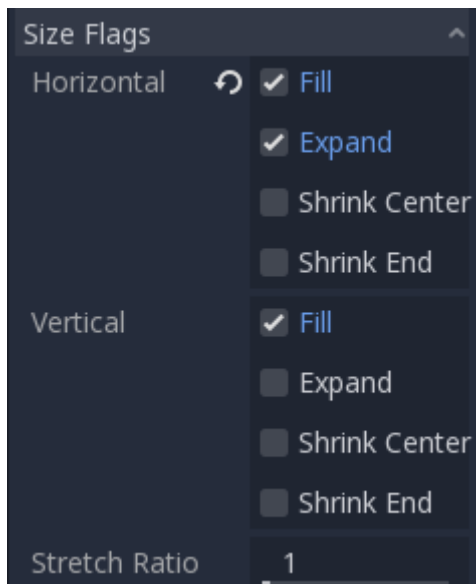 Size Flags
Horizontal Fill
Expand
Shrink Center
Shrink End
Vertical Fill
Expand
Shrink Center
Shrink End
Stretch Ratio 1